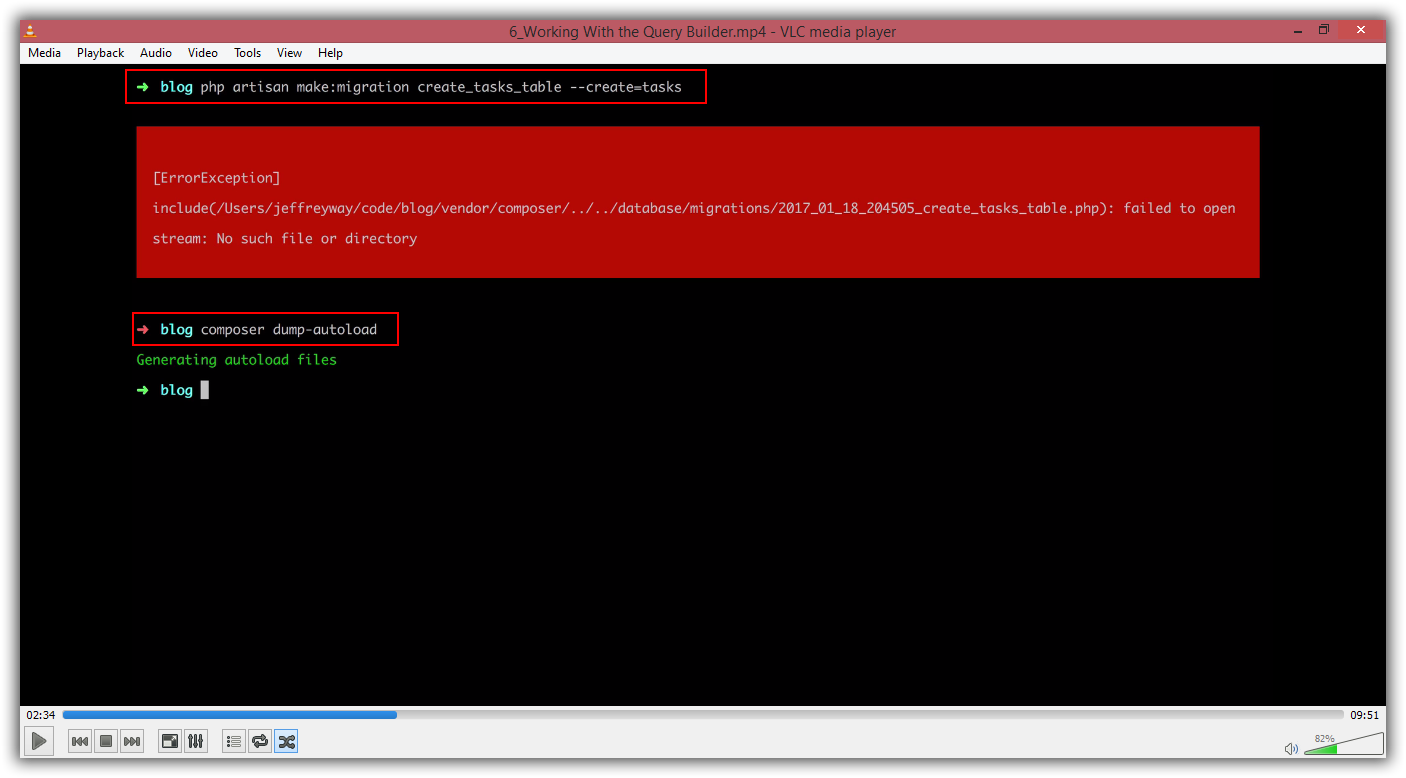 6_Working With the Query Builder.mp4 - VLC media player
Media Playback Audio Video Tools View Help
➜ blog php artisan make:migration create_tasks_table --create=tasks
[ErrorException]
include(/Users/jeffreyway/code/blog/vendor/composer/../../database/migrations/2017_01_18_204505_create_tasks_table.php): failed to open
stream: No such file or directory
➜ blog composer dump-autoload
Generating autoload files
➜ blog
02:34 09:51
82%